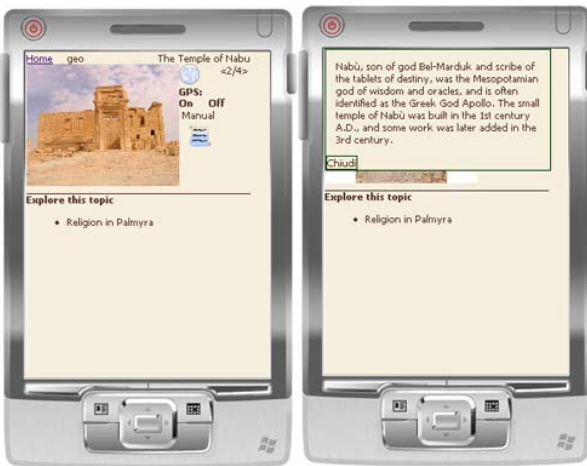 Home geo The Temple of Nabu
<2/4>
GPS:
On Off
Manual
Explore this topic
• Religion in Palmyra
Nabù, son of god Bel-Marduk and scribe of
the tablets of destiny, was the Mesopotamian
god of wisdom and oracles, and is often
identified as the Greek God Apollo. The small
temple of Nabù was built in the 1st century
A.D., and some work was later added in the
3rd century.
Chiudi
Explore this topic
• Religion in Palmyra